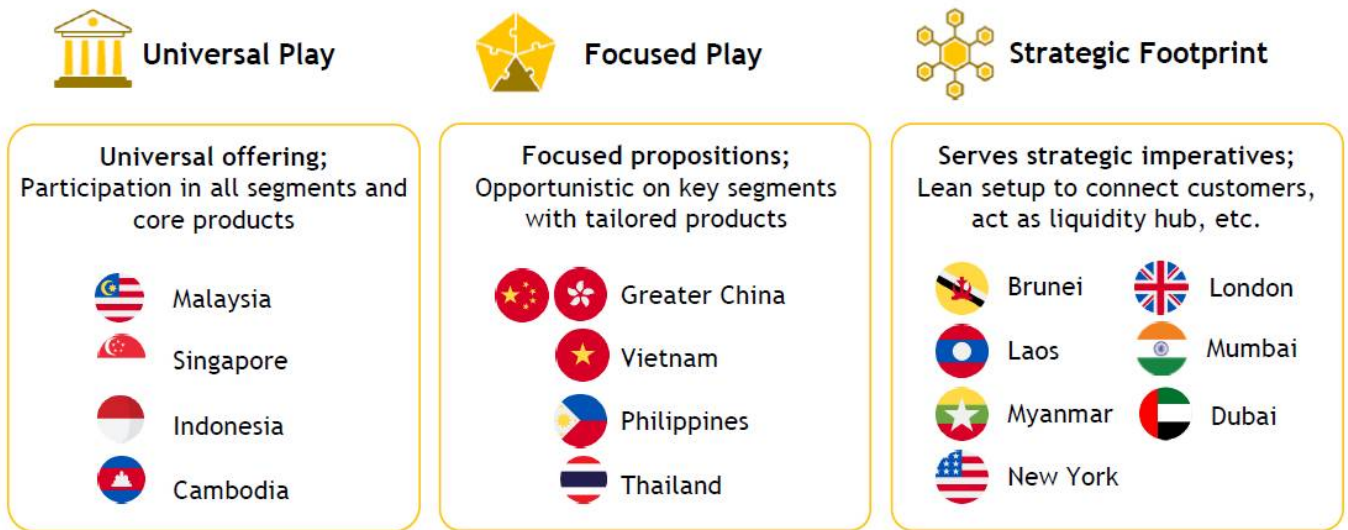 Universal Play
Universal offering;
Participation in all segments and
core products
Malaysia
Singapore
Indonesia
Cambodia
Focused Play
Focused propositions;
Opportunistic on key segments
with tailored products
Greater China
Vietnam
Philippines
Thailand
Strategic Footprint
Serves strategic imperatives;
Lean setup to connect customers,
act as liquidity hub, etc.
Brunei
Laos
Myanmar
New York
London
Mumbai
Dubai